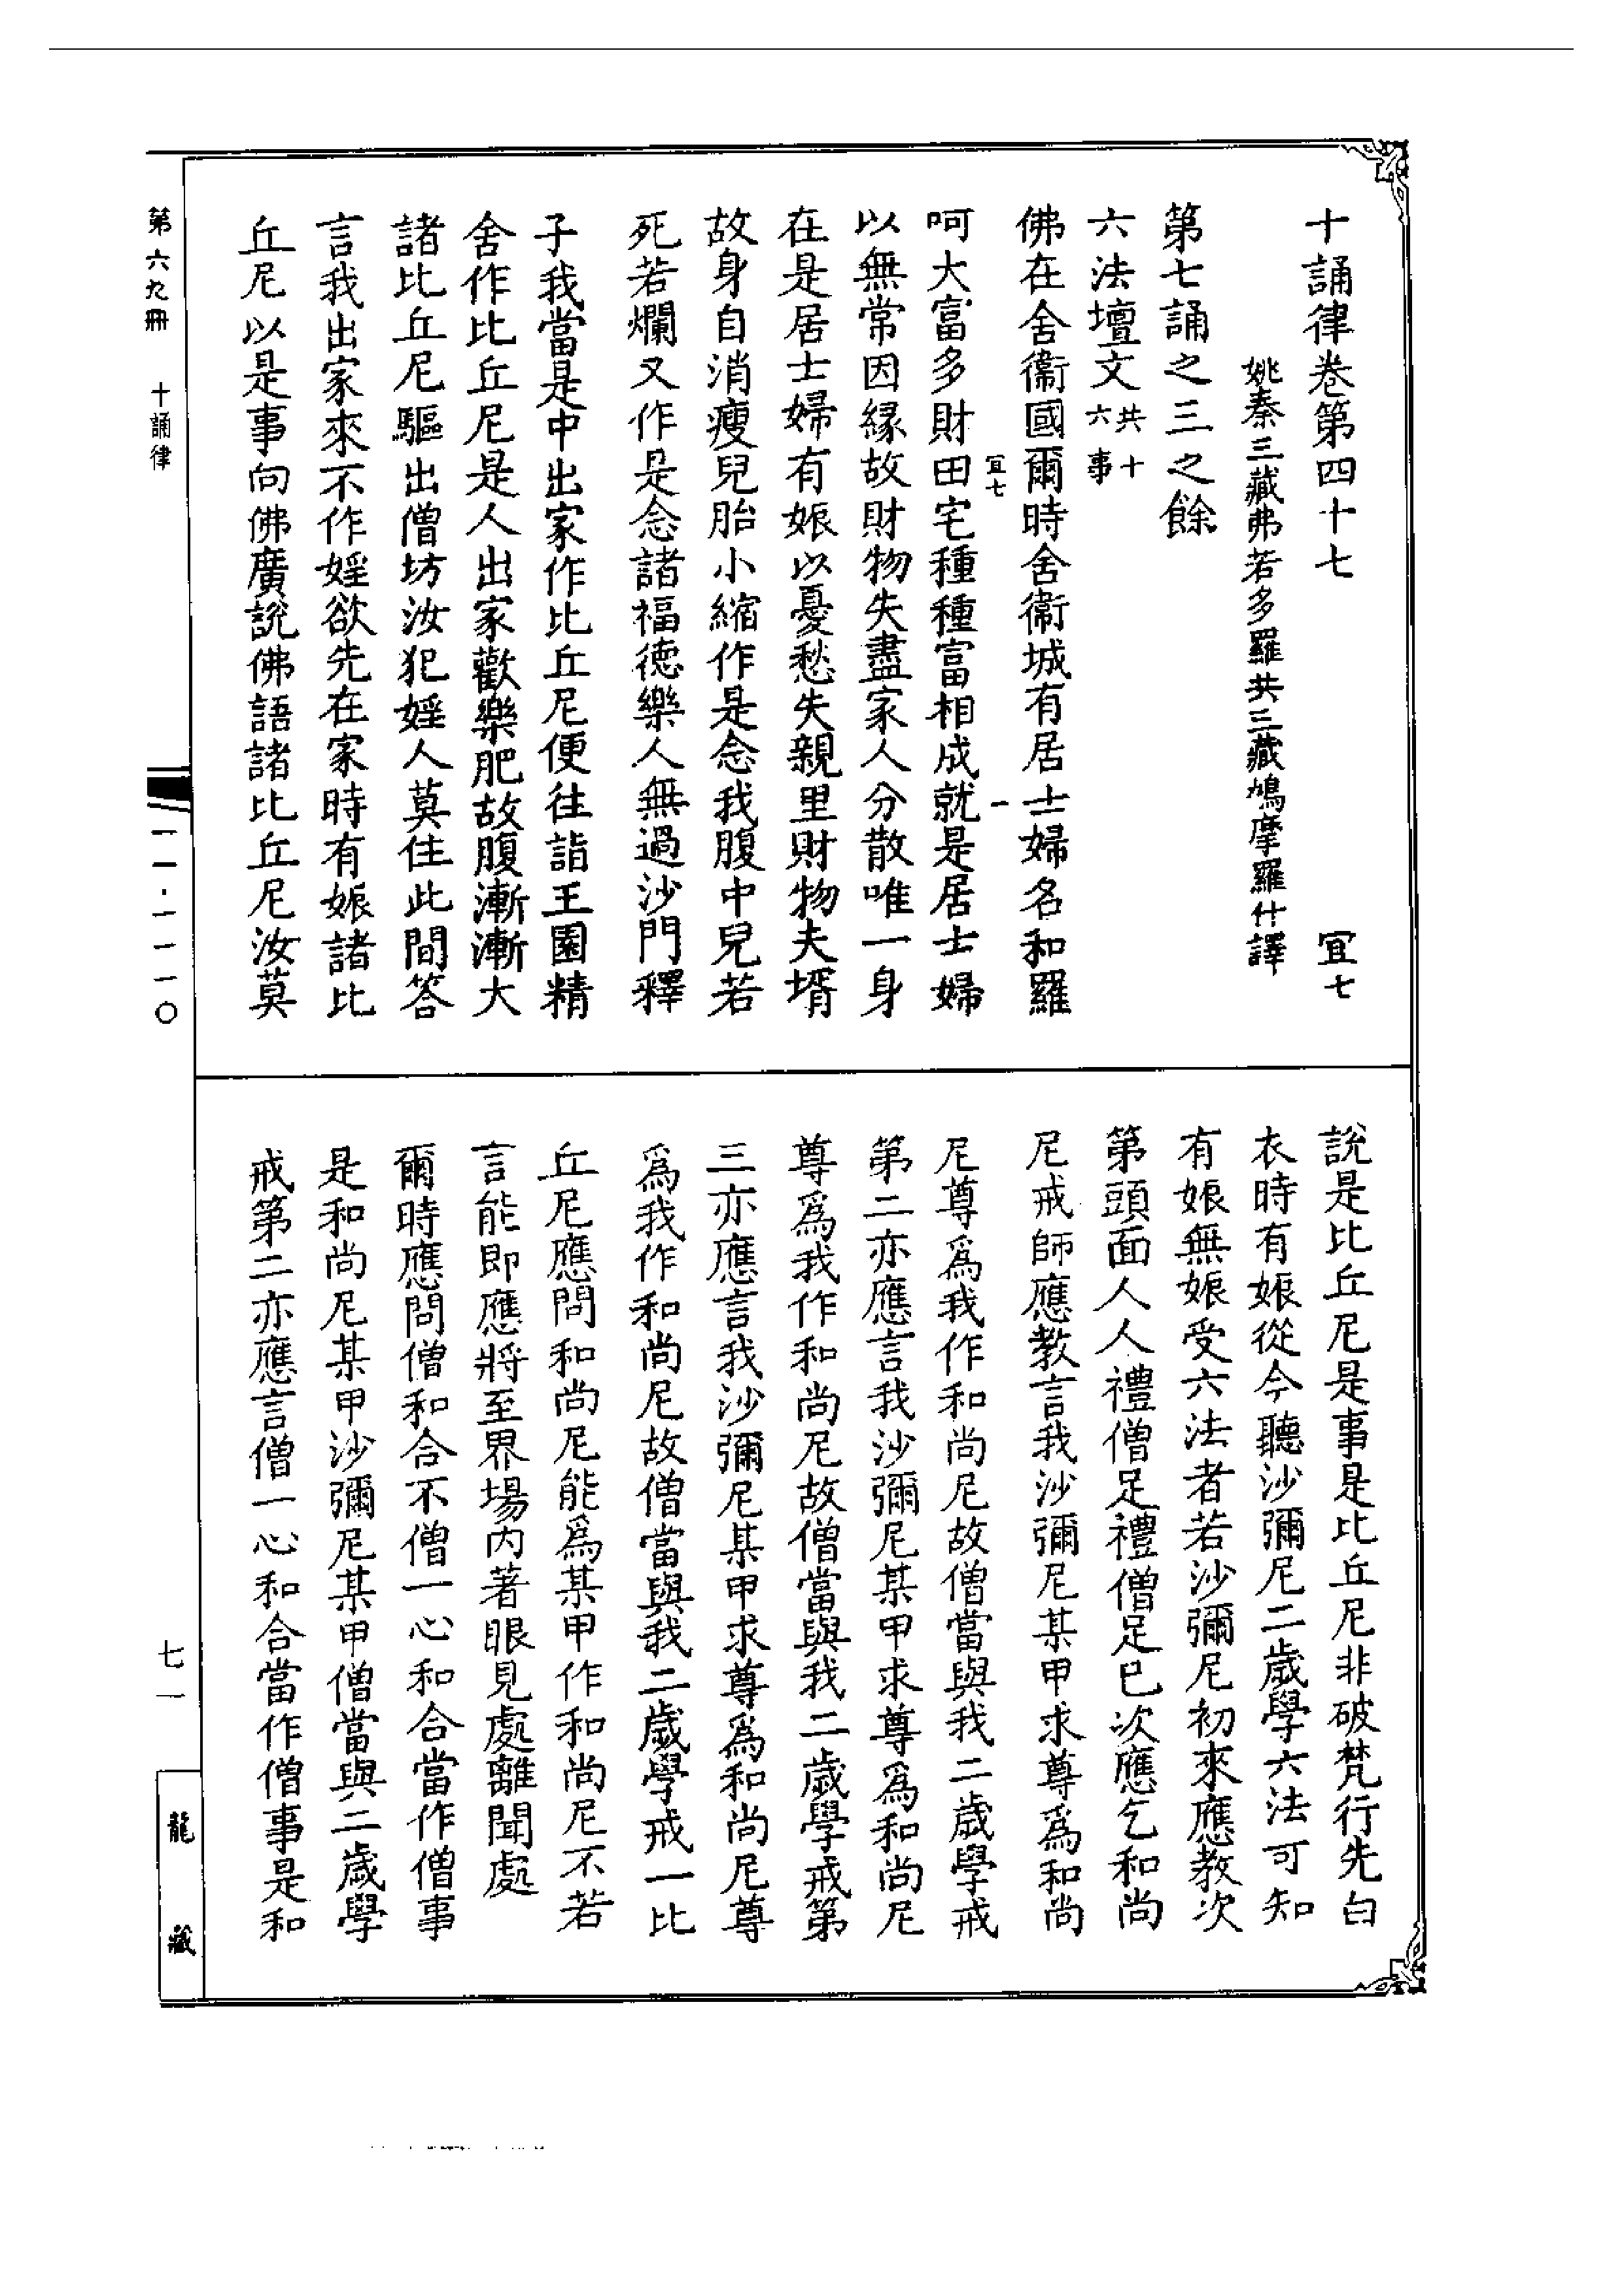 十誦律卷第四十七　宜七
姚秦三藏弗若多羅共三藏鳩摩羅什譯
第七誦之三之餘
六法壇文共十六事
佛在舍衞國爾時舍衞城有居士婦名和羅
宜七　一
呵大富多財田宅種種富相成就是居士婦
以無常因緣故財物失盡家人分散唯一身
在是居士婦有娠以憂愁失親里財物夫壻
故身自消瘦兒胎小縮作是念我腹中兒若
死若爛又作是念諸福德樂人無過沙門釋
子我當是中出家作比丘尼便往詣王園精
舍作比丘尼是人出家歡樂肥故腹漸漸大
諸比丘尼驅出僧坊汝犯婬人莫住此間答
言我出家來不作婬欲先在家時有娠諸比
丘尼以是事向佛廣說佛語諸比丘尼汝莫
說是比丘尼是事是比丘尼非破梵行先白
衣時有娠從今聽沙彌尼二歲學六法可知
有娠無娠受六法者若沙彌尼初來應教次
第頭面人人禮僧足禮僧足已次應乞和尚
尼戒師應教言我沙彌尼某甲求尊爲和尚
尼尊爲我作和尚尼故僧當與我二歲學戒
第二亦應言我沙彌尼某甲求尊爲和尚尼
尊爲我作和尚尼故僧當與我二歲學戒第
三亦應言我沙彌尼某甲求尊爲和尚尼尊
爲我作和尚尼故僧當與我二歲學戒一比
丘尼應問和尚尼能爲某甲作和尚尼不若
言能即應將至界場內著眼見處離聞處
爾時應問僧和合不僧一心和合當作僧事
是和尚尼某甲沙彌尼某甲僧當與二歲學
戒第二亦應言僧一心和合當作僧事是和
第六九冊　十誦律
一一·一一一〇
七一
龍藏